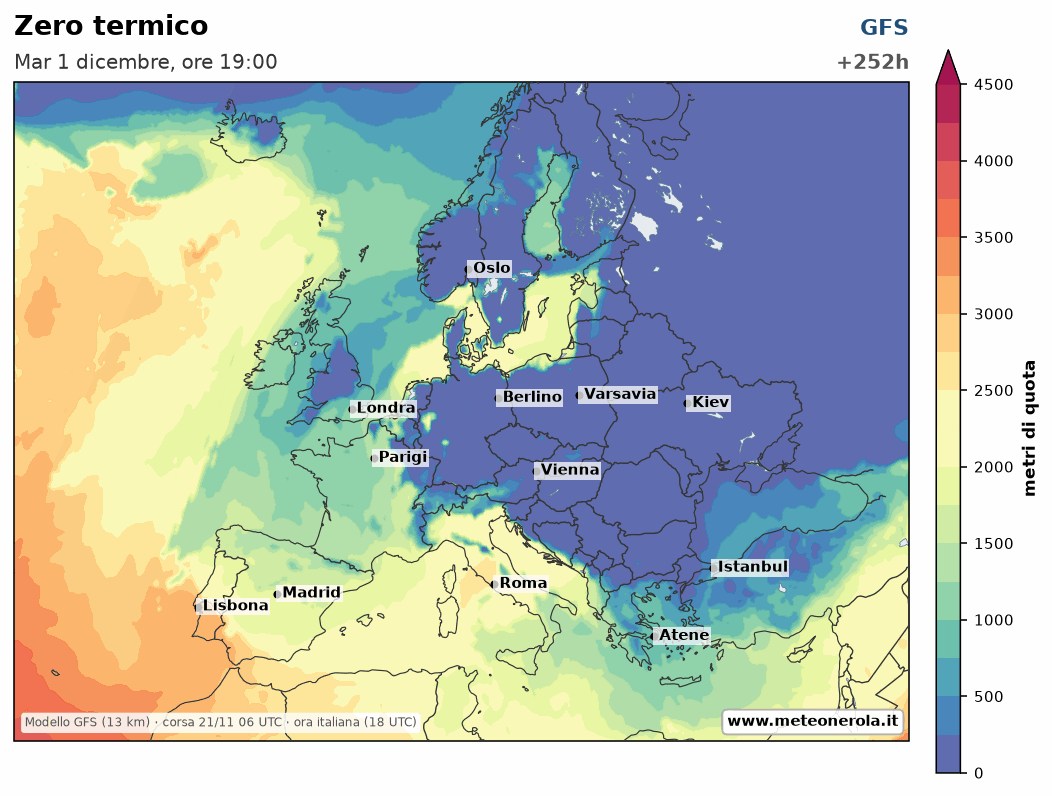 Zero termico
GFS
Mar 1 dicembre, ore 19:00
+252h
4500
4000
3500
3000
2500
2000
1500
1000
500
0
metri di quota
Oslo
Berlino
Varsavia
Kiev
Londra
Parigi
Vienna
Istanbul
Roma
Madrid
Lisbona
Atene
Modello GFS (13 km) · corsa 21/11 06 UTC · ora italiana (18 UTC)
www.meteonerola.it